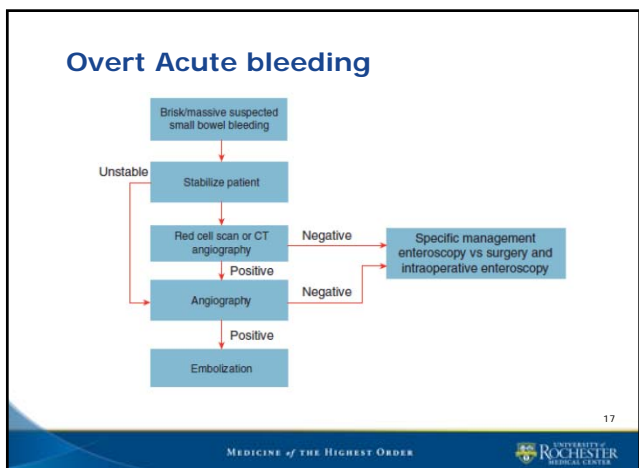 Overt Acute bleeding
Brisk/massive suspected
small bowel bleeding
Unstable
Stabilize patient
Red cell scan or CT
angiography
Negative
Specific management
enteroscopy vs surgery and
intraoperative enteroscopy
Positive
Angiography
Negative
Positive
Embolization
17
MEDICINE of THE HIGHEST ORDER
UNIVERSITY of
ROCHESTER
MEDICAL CENTER